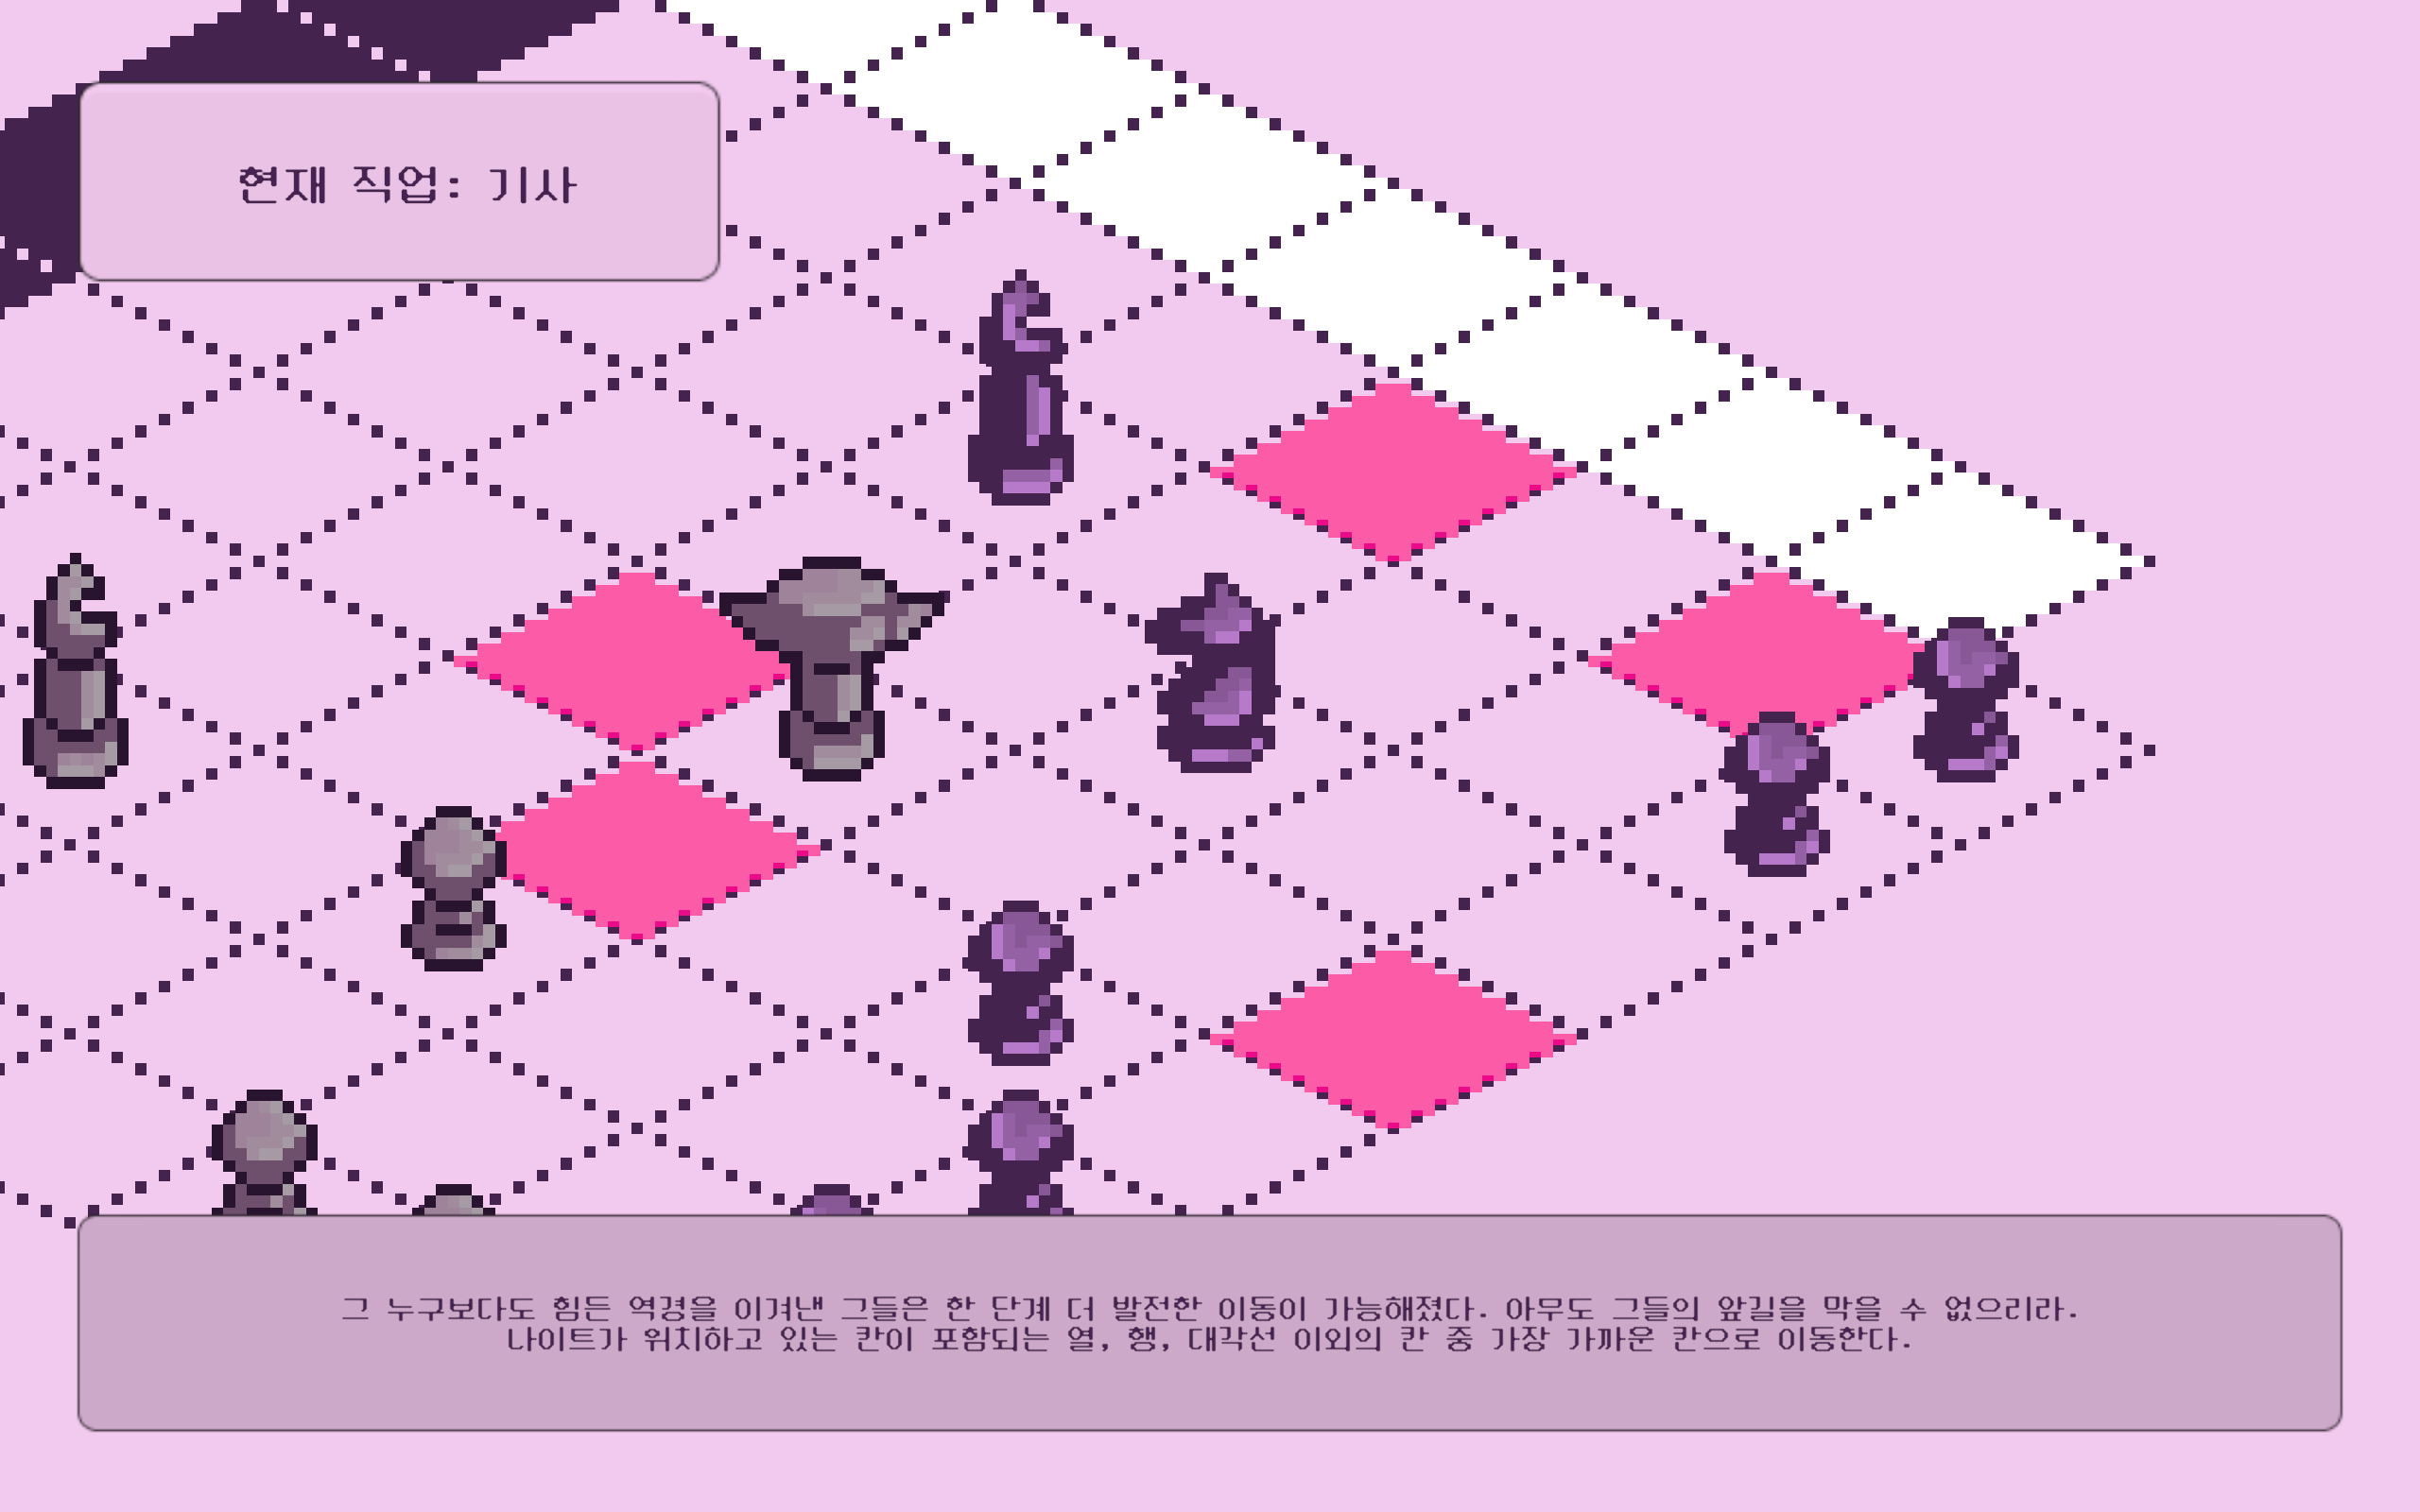 현재 직업: 기사
그 누구보다도 힘든 역경을 이겨낸 그들은 한 단계 더 발전한 이동이 가능해졌다. 아무도 그들의 앞길을 막을 수 없으리라.
나이트가 위치하고 있는 칸이 포함되는 열, 행, 대각선 이외의 칸 중 가장 가까운 칸으로 이동한다.